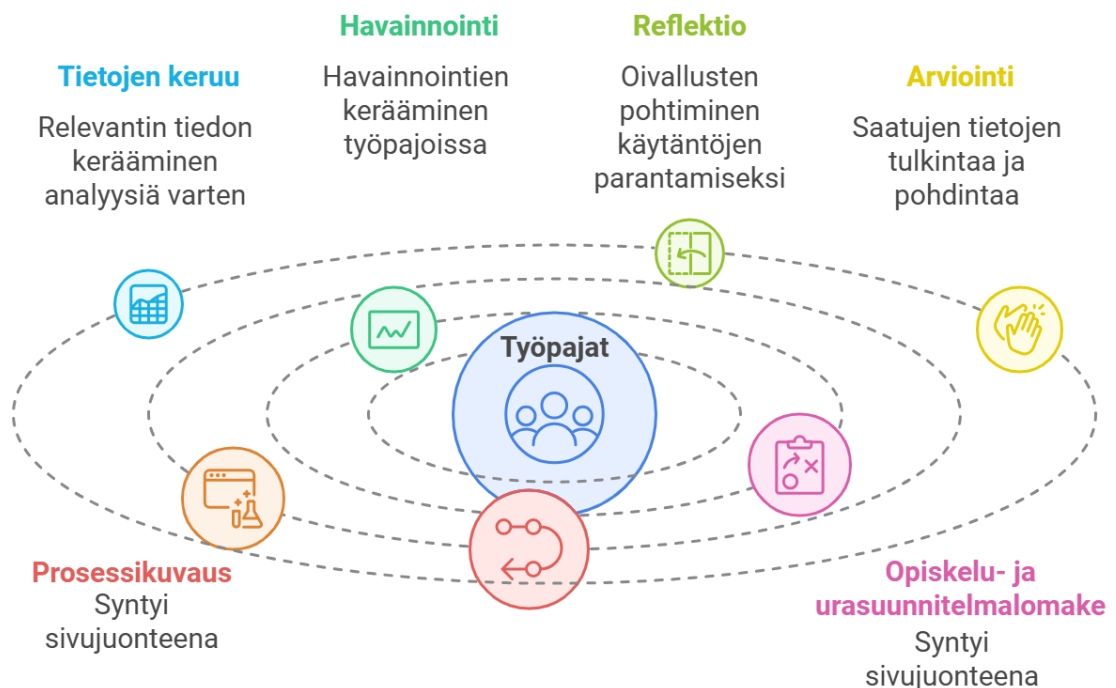 Havainnointi
Havainnointien
kerääminen
työpajoissa
Reflektio
Oivallusten
pohtiminen
käytäntöjen
parantamiseksi
Tietojen keruu
Relevantin tiedon
kerääminen
analyysiä varten
Arviointi
Saatujen tietojen
tulkintaa ja
pohdintaa
Työpajat
Prosessikuvaus
Syntyi
sivujuonteena
Opiskelu- ja
urasuunnitelmalomake
Syntyi
sivujuonteena